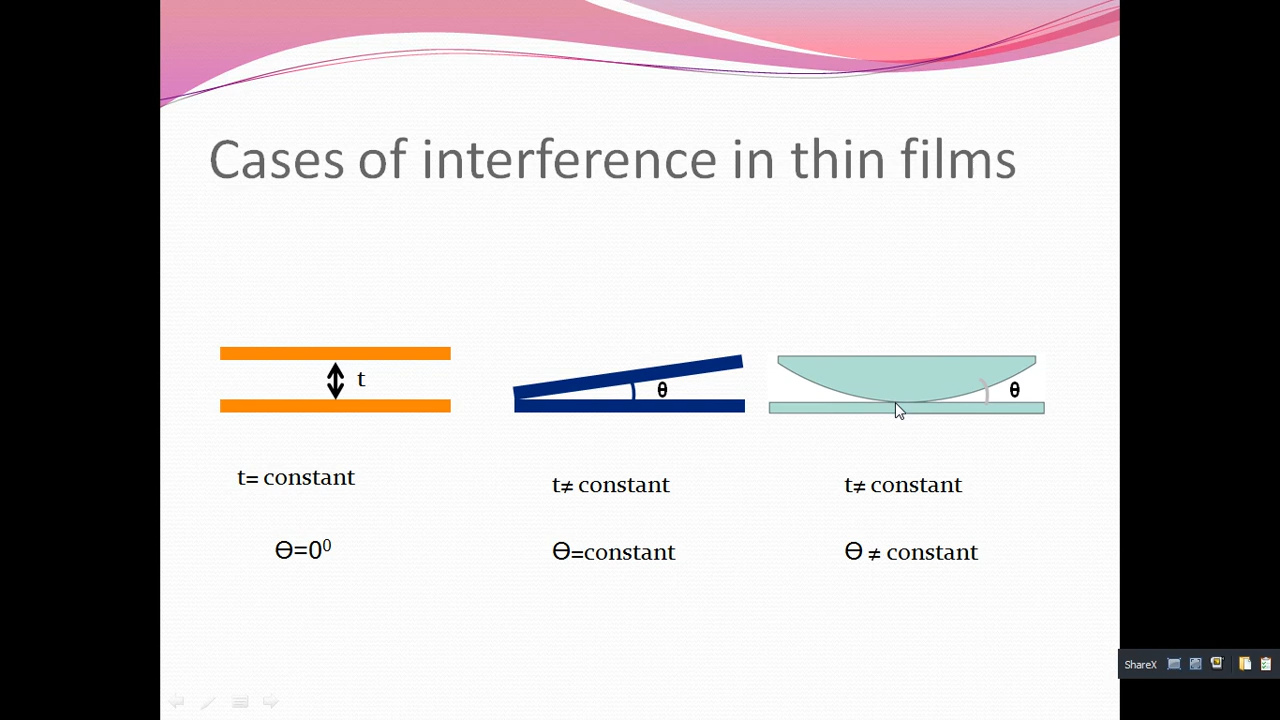 Cases of interference in thin films
t
θ
θ
t= constant
t≠ constant
t≠ constant
Ɵ=0⁰
Ɵ=constant
Ɵ ≠ constant
ShareX